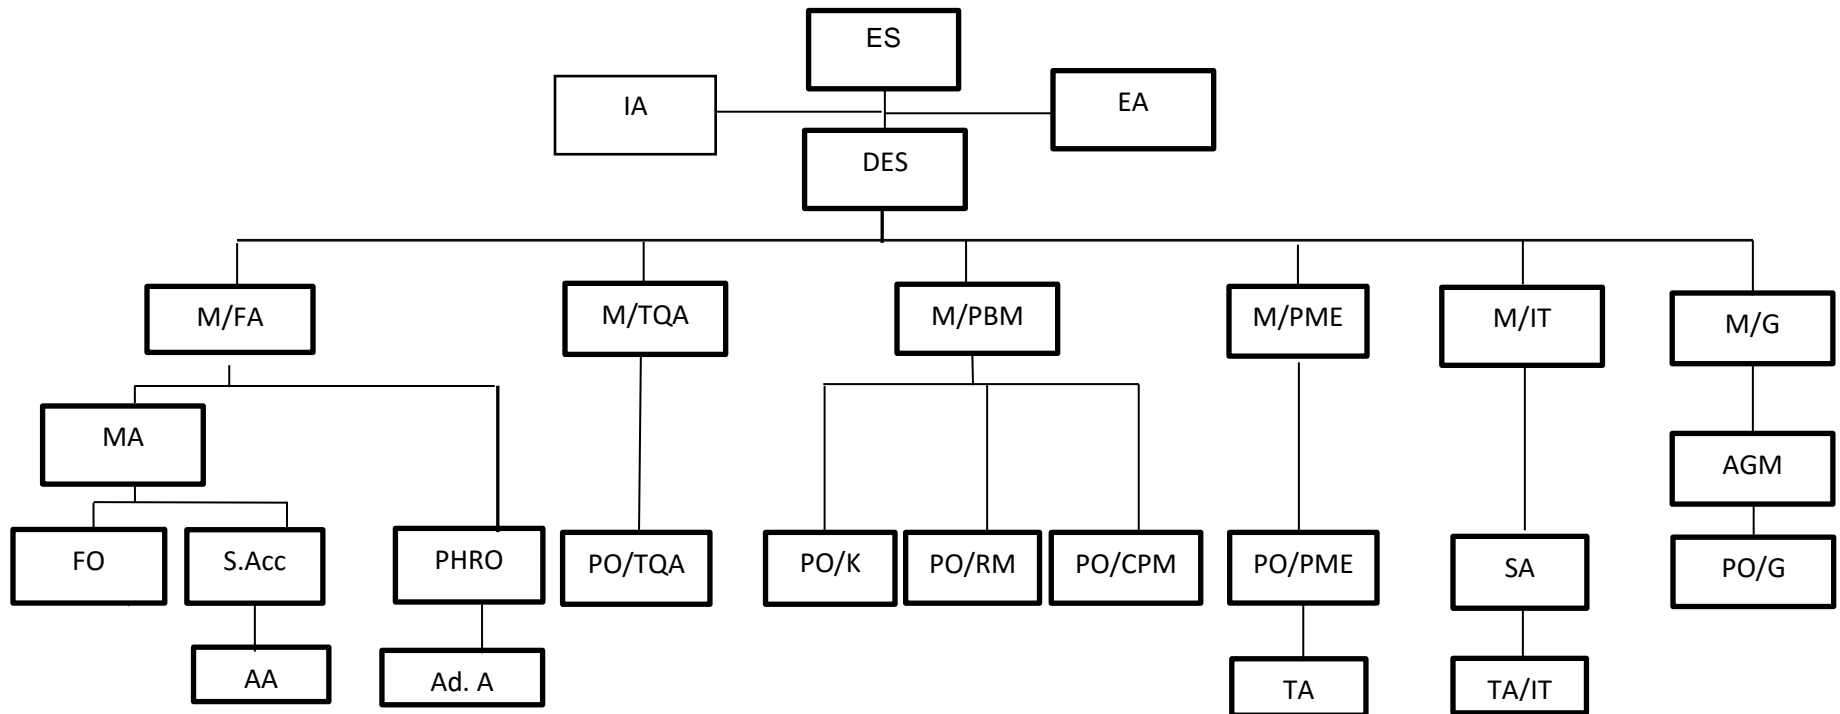 ES
IA
EA
DES
M/FA
M/TQA
M/PBM
M/PME
M/IT
M/G
MA
AGM
FO
S.Acc
PHRO
PO/TQA
PO/K
PO/RM
PO/CPM
PO/PME
SA
PO/G
AA
Ad. A
TA
TA/IT